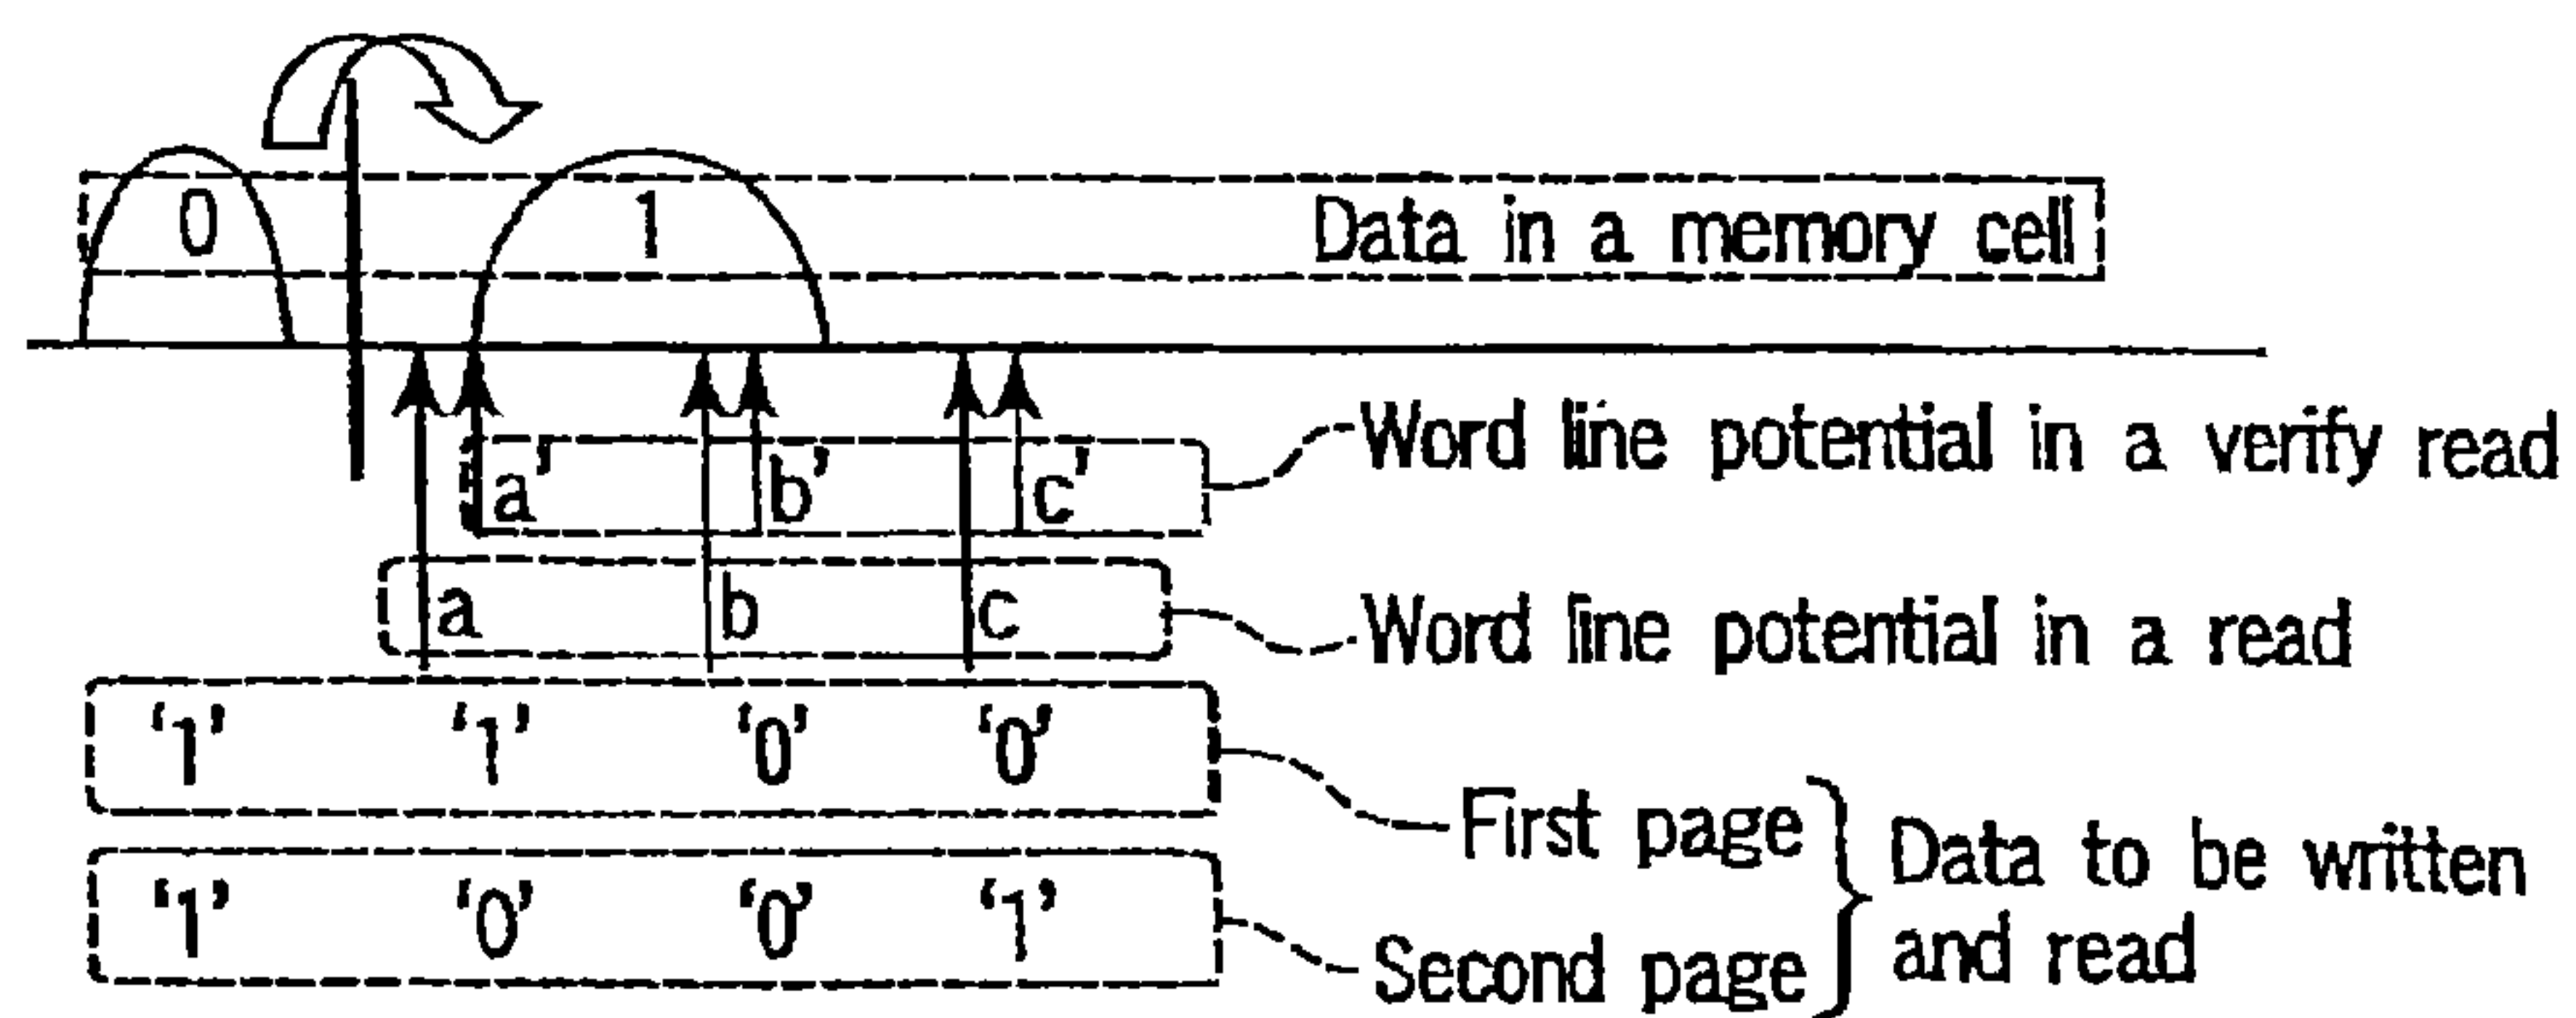 0 1 Data in a memory cell
a' b' c' Word line potential in a verify read
a b c Word line potential in a read
‘1’ ‘1’ ‘0’ ‘0’
First page
‘1’ ‘0’ ‘0’ ‘1’
Second page
Data to be written
and read